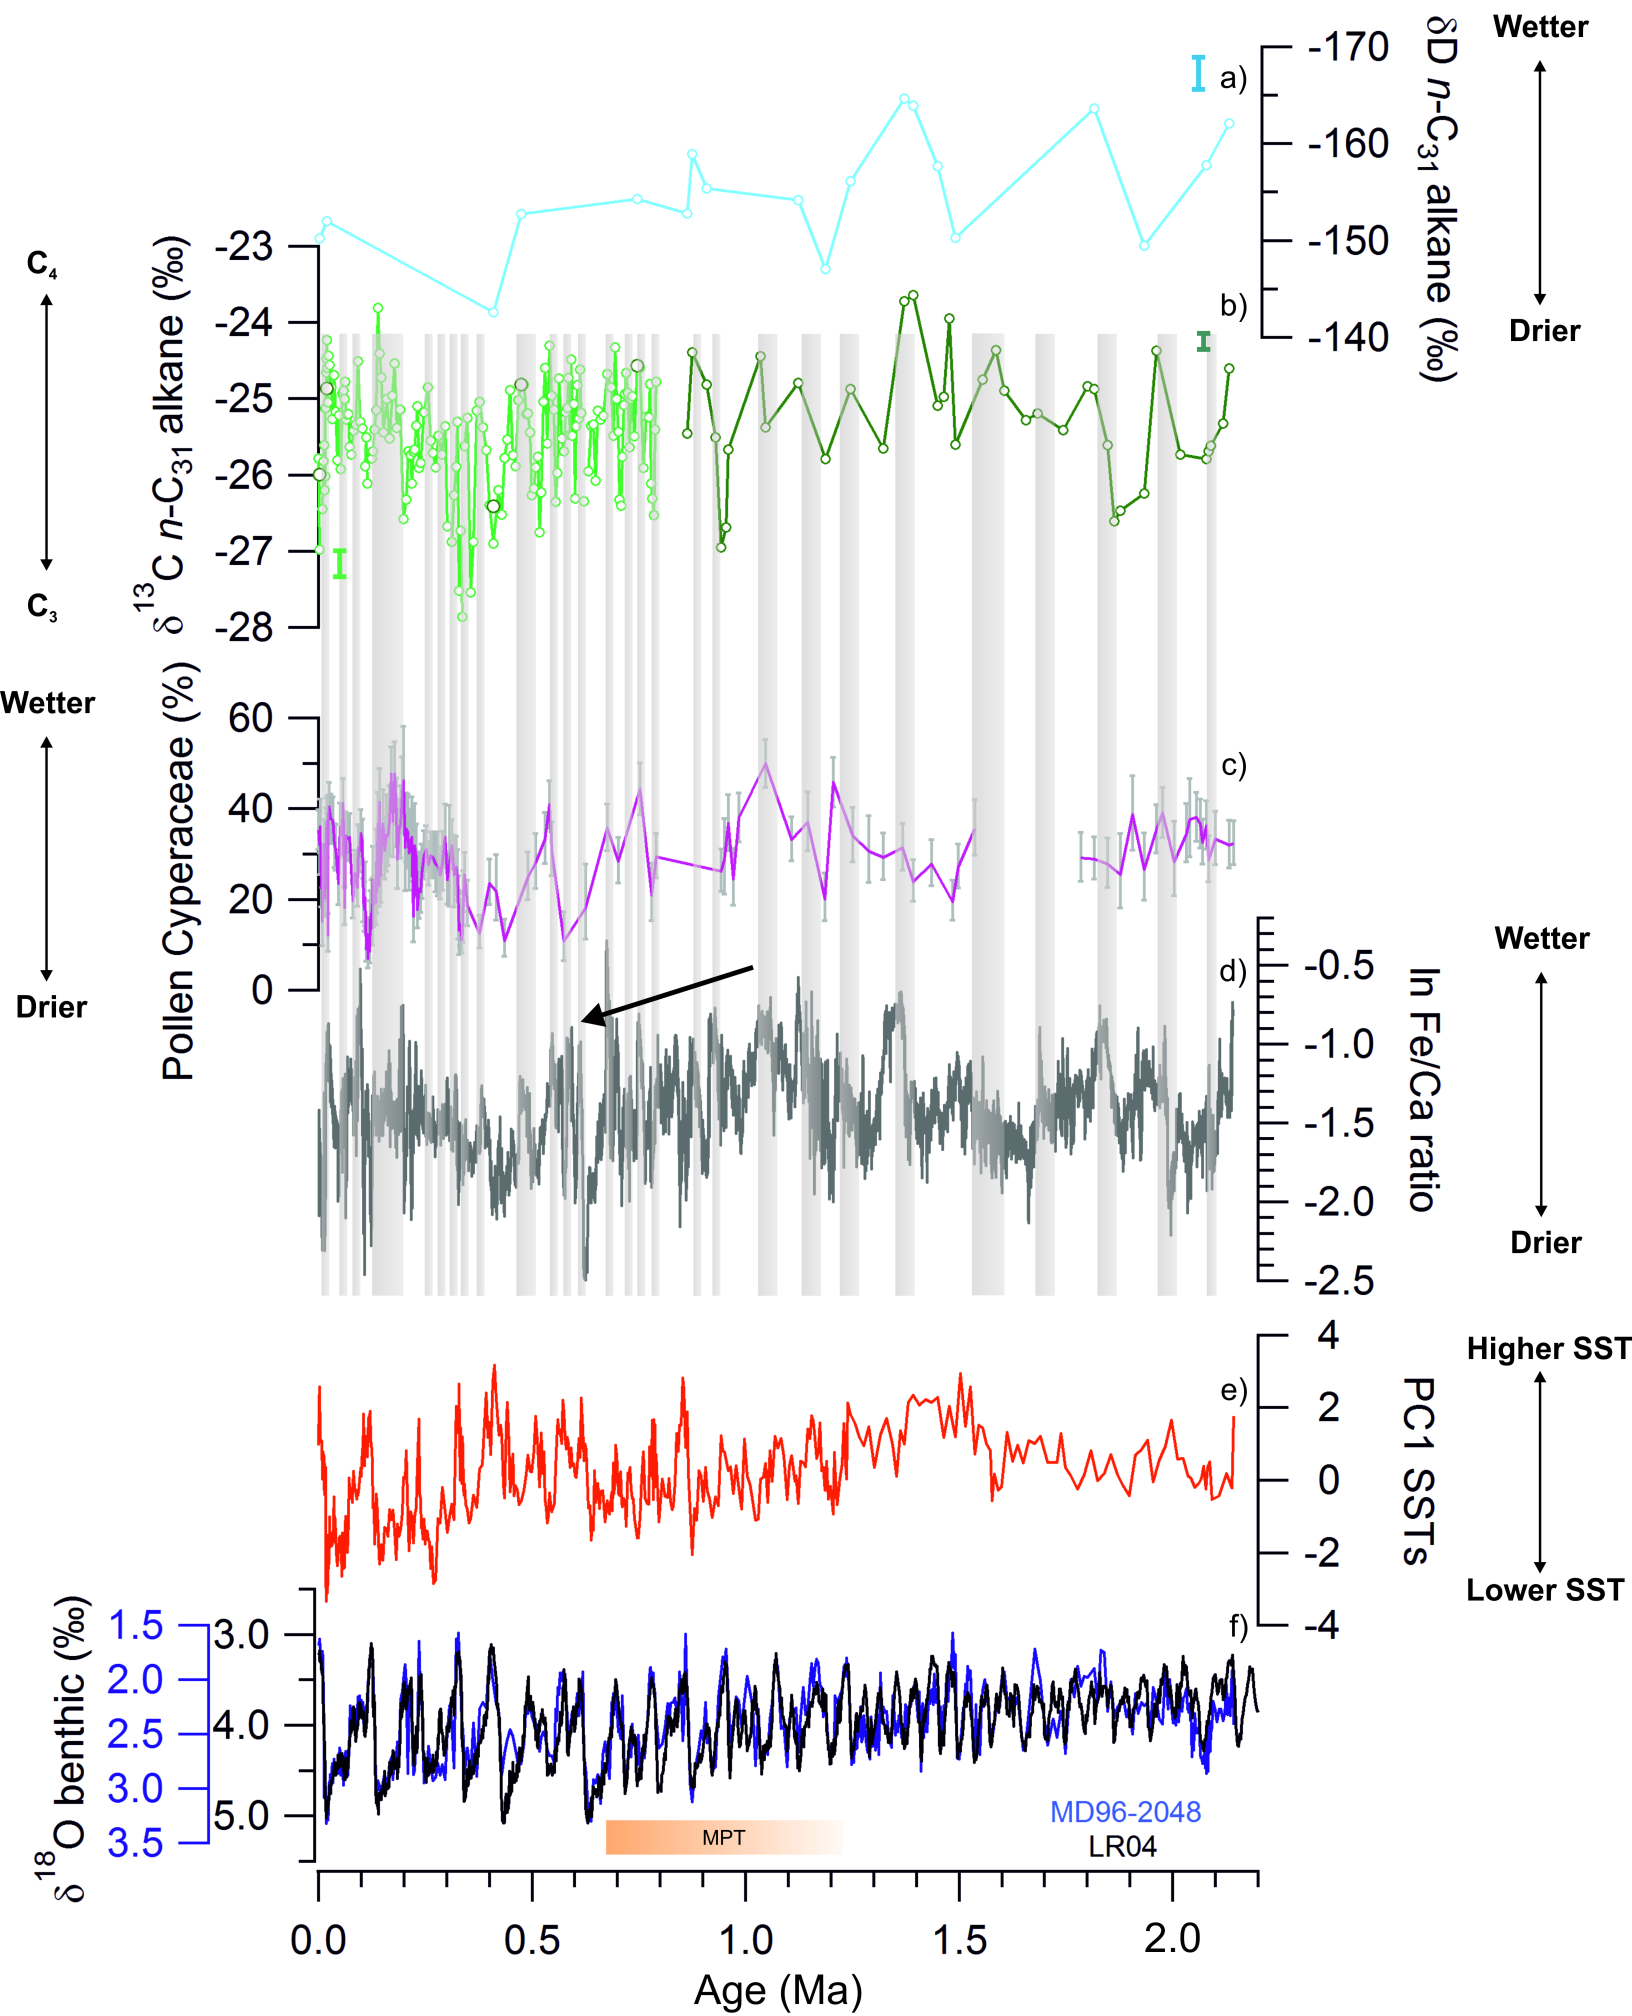 Wetter
-170
a)
-160
-150
-140
δD n-C31 alkane (‰)
Drier
C4
-23
-24
-25
-26
-27
-28
δ13C n-C31 alkane (‰)
C3
b)
Wetter
60
40
20
0
Pollen Cyperaceae (%)
Drier
c)
Wetter
d)
-0.5
-1.0
-1.5
-2.0
-2.5
ln Fe/Ca ratio
Drier
4
2
0
-2
-4
e)
PC1 SSTs
Higher SST
Lower SST
f)
δ18O benthic (‰)
1.5
2.0
2.5
3.0
3.5
3.0
4.0
5.0
MPT
MD96-2048
LR04
0.0 0.5 1.0 1.5 2.0
Age (Ma)